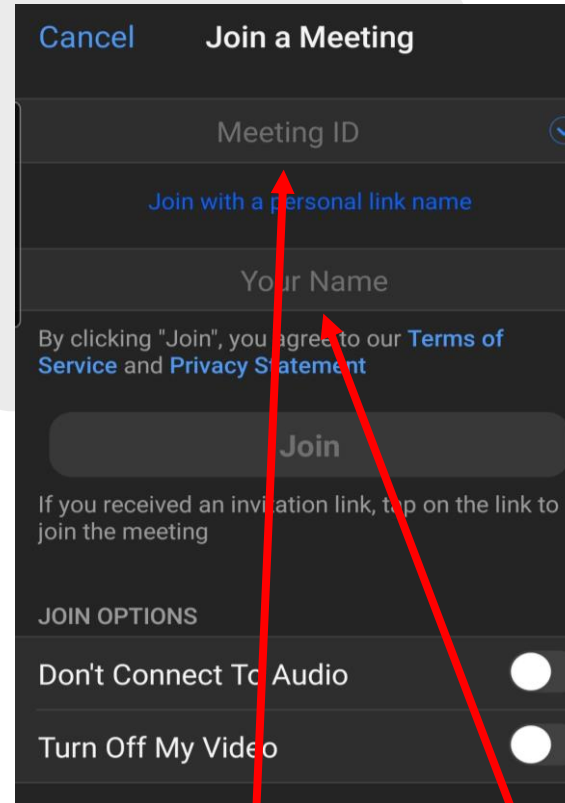 Cancel Join a Meeting
Meeting ID
Join with a personal link name
Your Name
By clicking "Join", you agree to our Terms of
Service and Privacy Statement
Join
If you received an invitation link, tap on the link to
join the meeting
JOIN OPTIONS
Don't Connect To Audio
Turn Off My Video